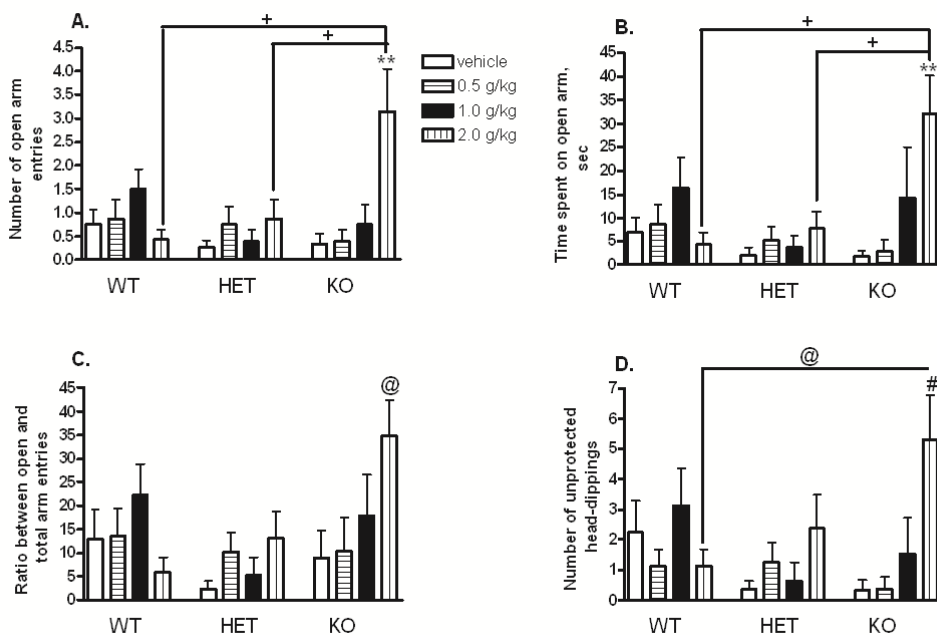 A.
+
+
**
4.5
4.0
3.5
3.0
2.5
2.0
1.5
1.0
0.5
0.0
Number of open arm
entries
WT
HET
KO
vehicle
0.5 g/kg
1.0 g/kg
2.0 g/kg
B.
+
+
**
45
40
35
30
25
20
15
10
5
0
Time spent on open arm,
sec
WT
HET
KO
C.
@
45
40
35
30
25
20
15
10
5
0
Ratio between open and
total arm entries
WT
HET
KO
D.
@
#
7
6
5
4
3
2
1
0
Number of unprotected
head-dippings
WT
HET
KO